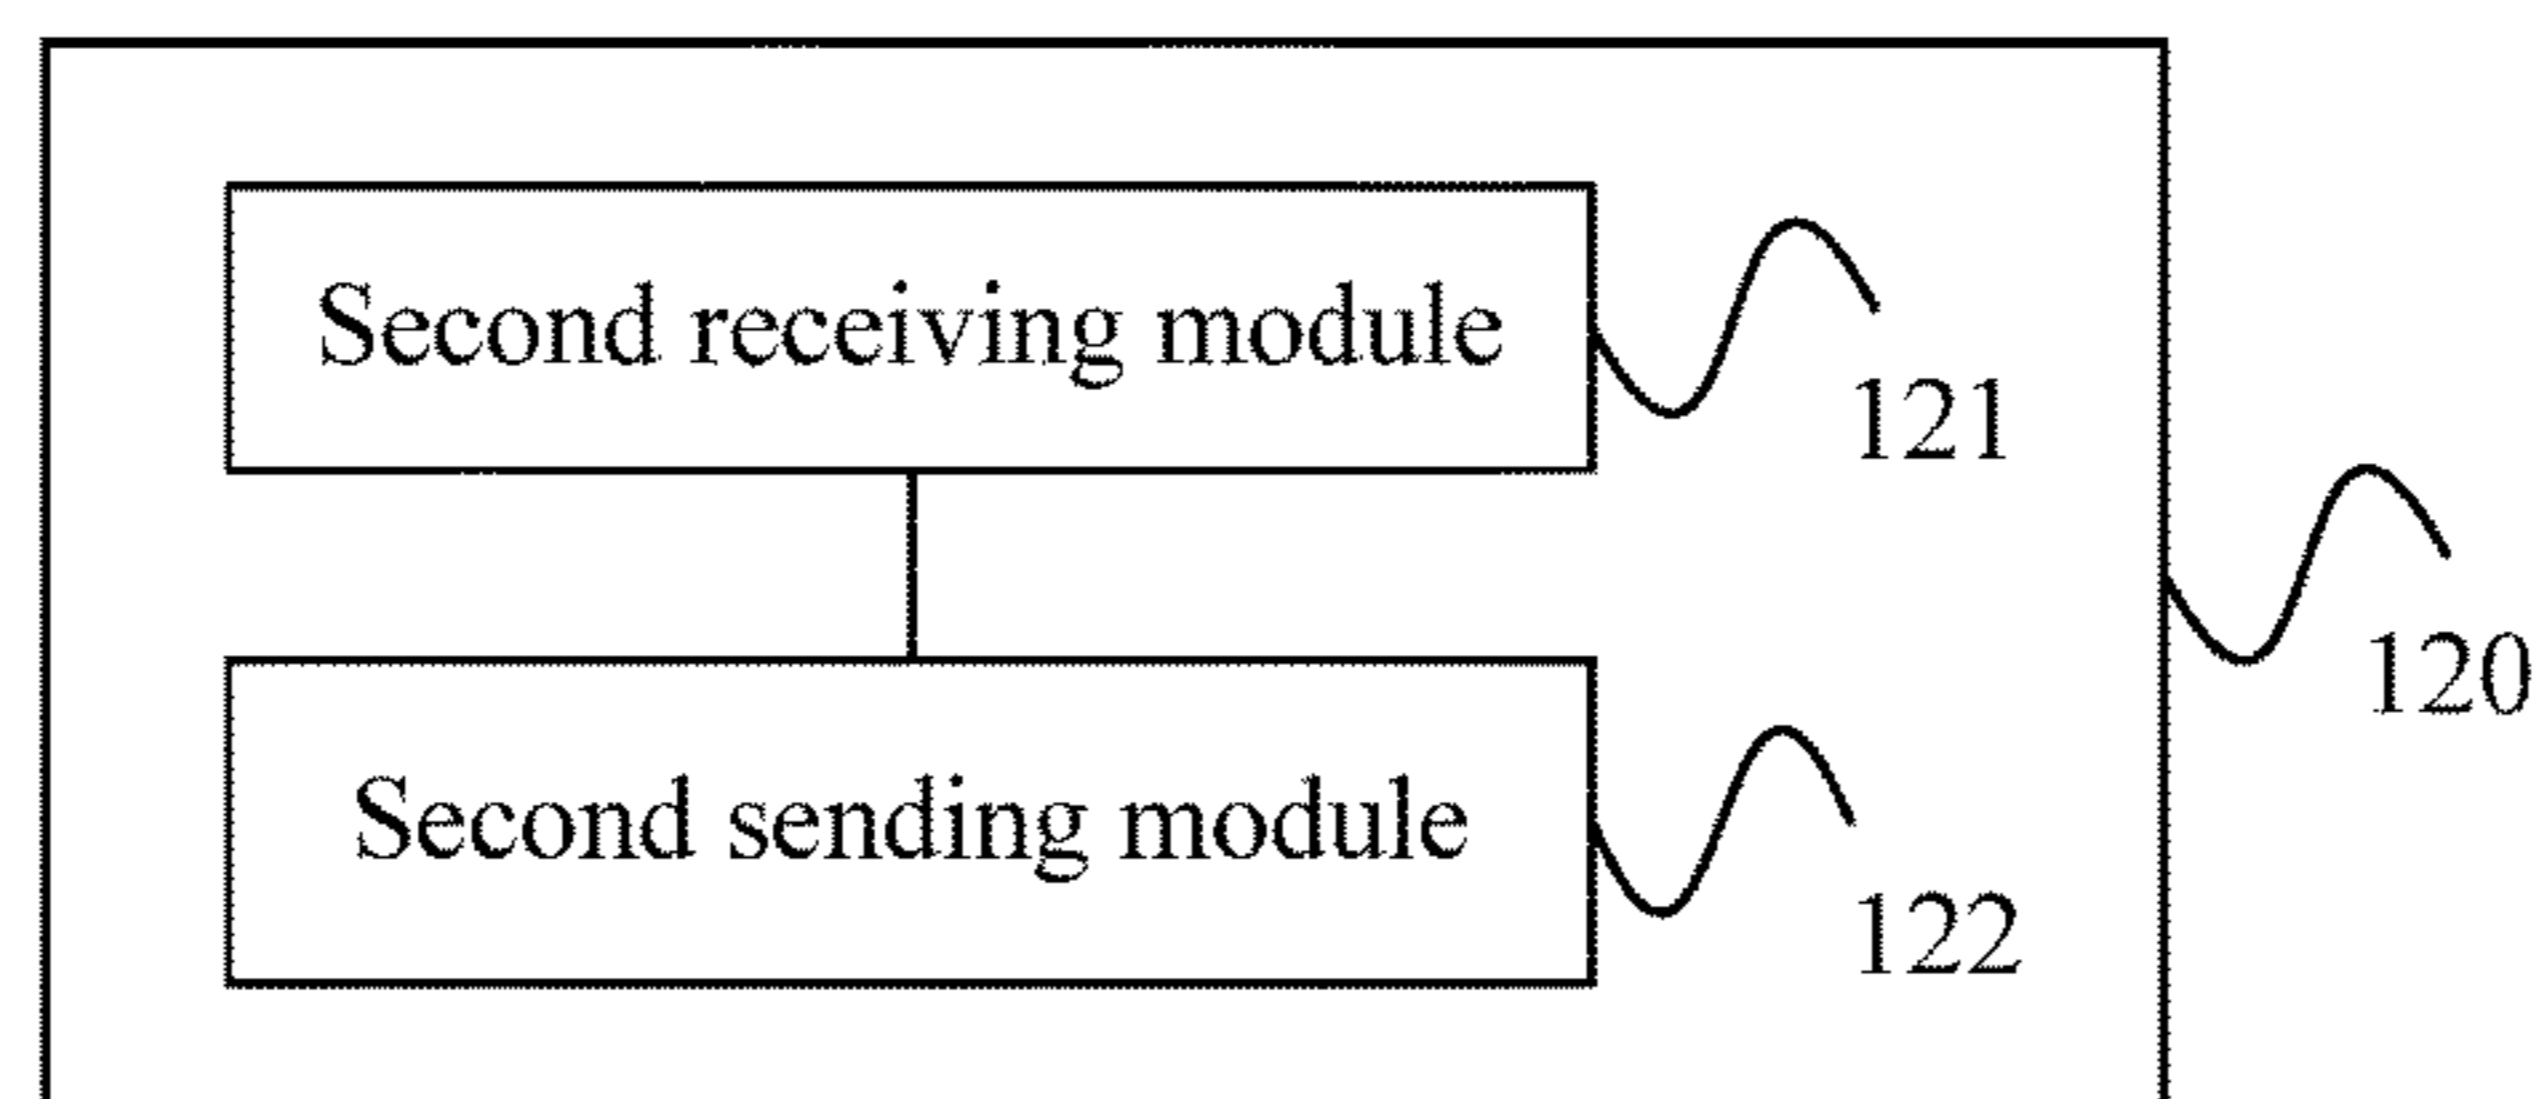 Second receiving module
121
120
Second sending module
122